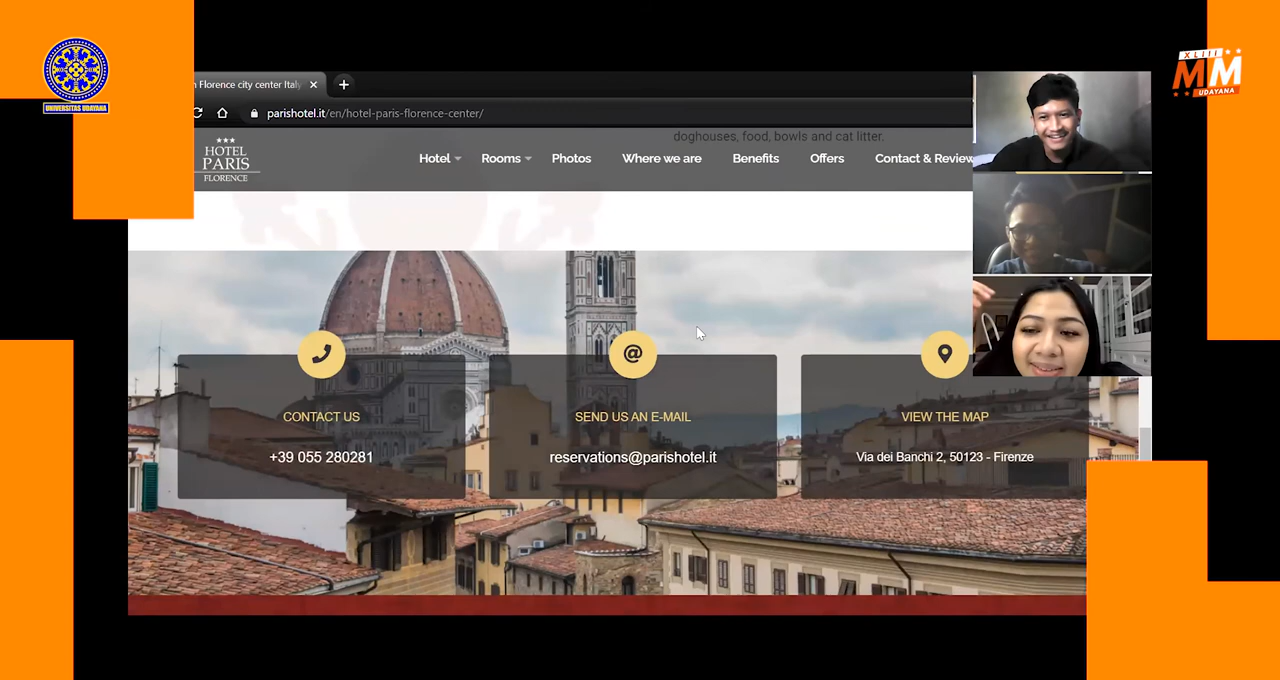 UNIVERSITAS UDAYANA
XLIII
MM
UDAYANA
n Florence city center Italy
parishotel.it/en/hotel-paris-florence-center/
doghouses, food, bowls and cat litter.
HOTEL
PARIS
FLORENCE
Hotel
Rooms
Photos
Where we are
Benefits
Offers
Contact & Review
CONTACT US
+39 055 280281
SEND US AN E-MAIL
reservations@parishotel.it
VIEW THE MAP
Via dei Banchi 2, 50123 - Firenze